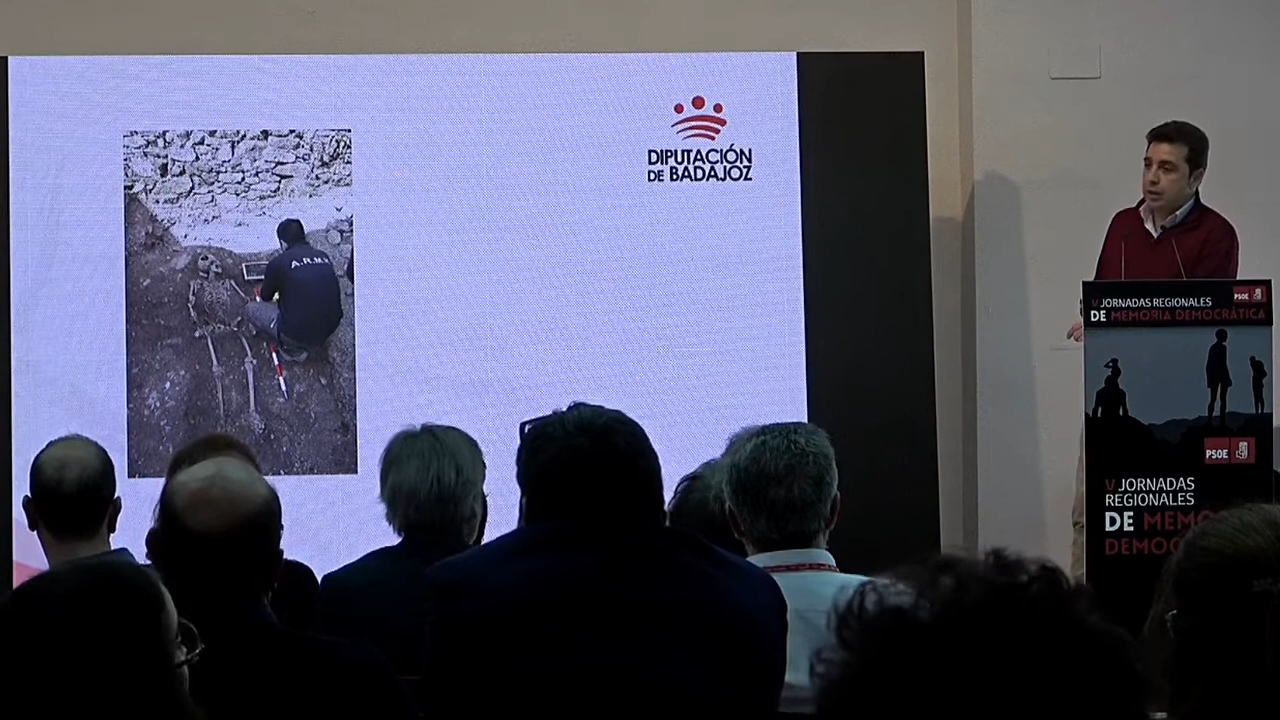 DIPUTACIÓN
DE BADAJOZ
A.R.M.
V JORNADAS REGIONALES
DE MEMORIA DEMOCRÁTICA
PSOE
PSOE
V JORNADAS
REGIONALES
DE